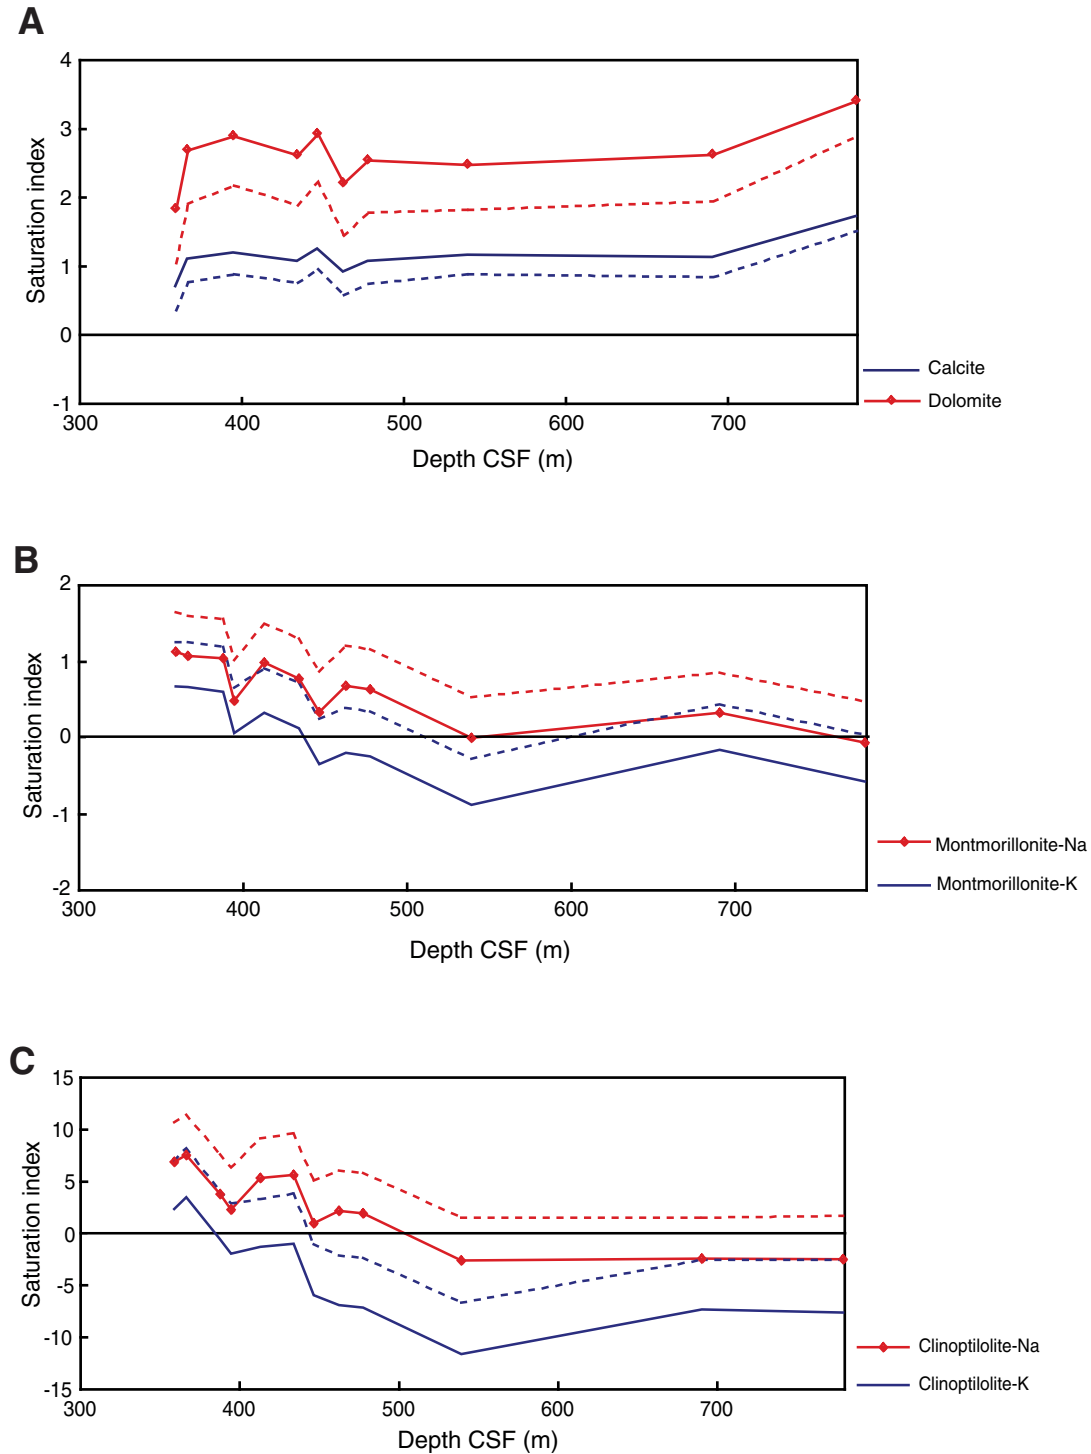 A
4
3
2
1
0
-1
Saturation index
300 400 500 600 700
Depth CSF (m)
Calcite
Dolomite
B
2
1
0
-1
-2
Saturation index
300 400 500 600 700
Depth CSF (m)
Montmorillonite-Na
Montmorillonite-K
C
15
10
5
0
-5
-10
-15
Saturation index
300 400 500 600 700
Depth CSF (m)
Clinoptilolite-Na
Clinoptilolite-K